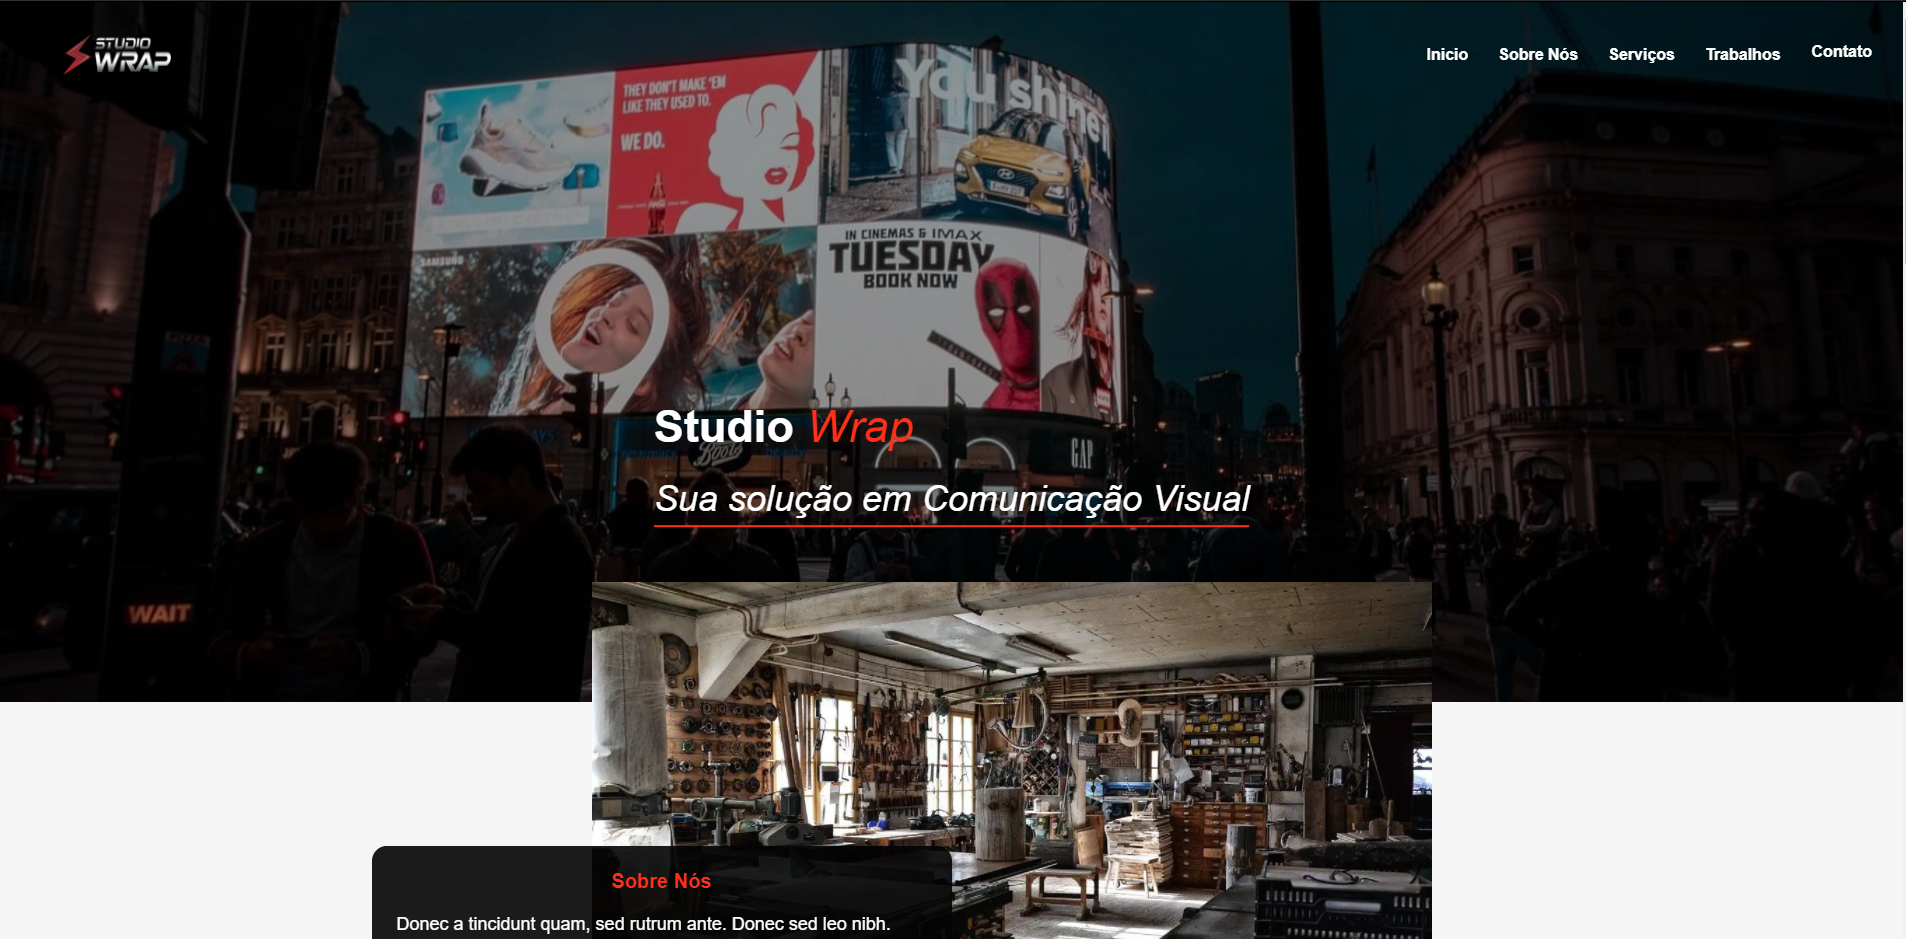 STUDIO
WRAP
Inicio Sobre Nós Serviços Trabalhos Contato
THEY DON'T MAKE 'EM
LIKE THEY USED TO.
WE DO.
You shine!
IN CINEMAS & IMAX
TUESDAY
BOOK NOW
SAMSUNG
PIZZA
Boots
GAP
WAIT
Studio Wrap
Sua solução em Comunicação Visual
Sobre Nós
Donec a tincidunt quam, sed rutrum ante. Donec sed leo nibh.